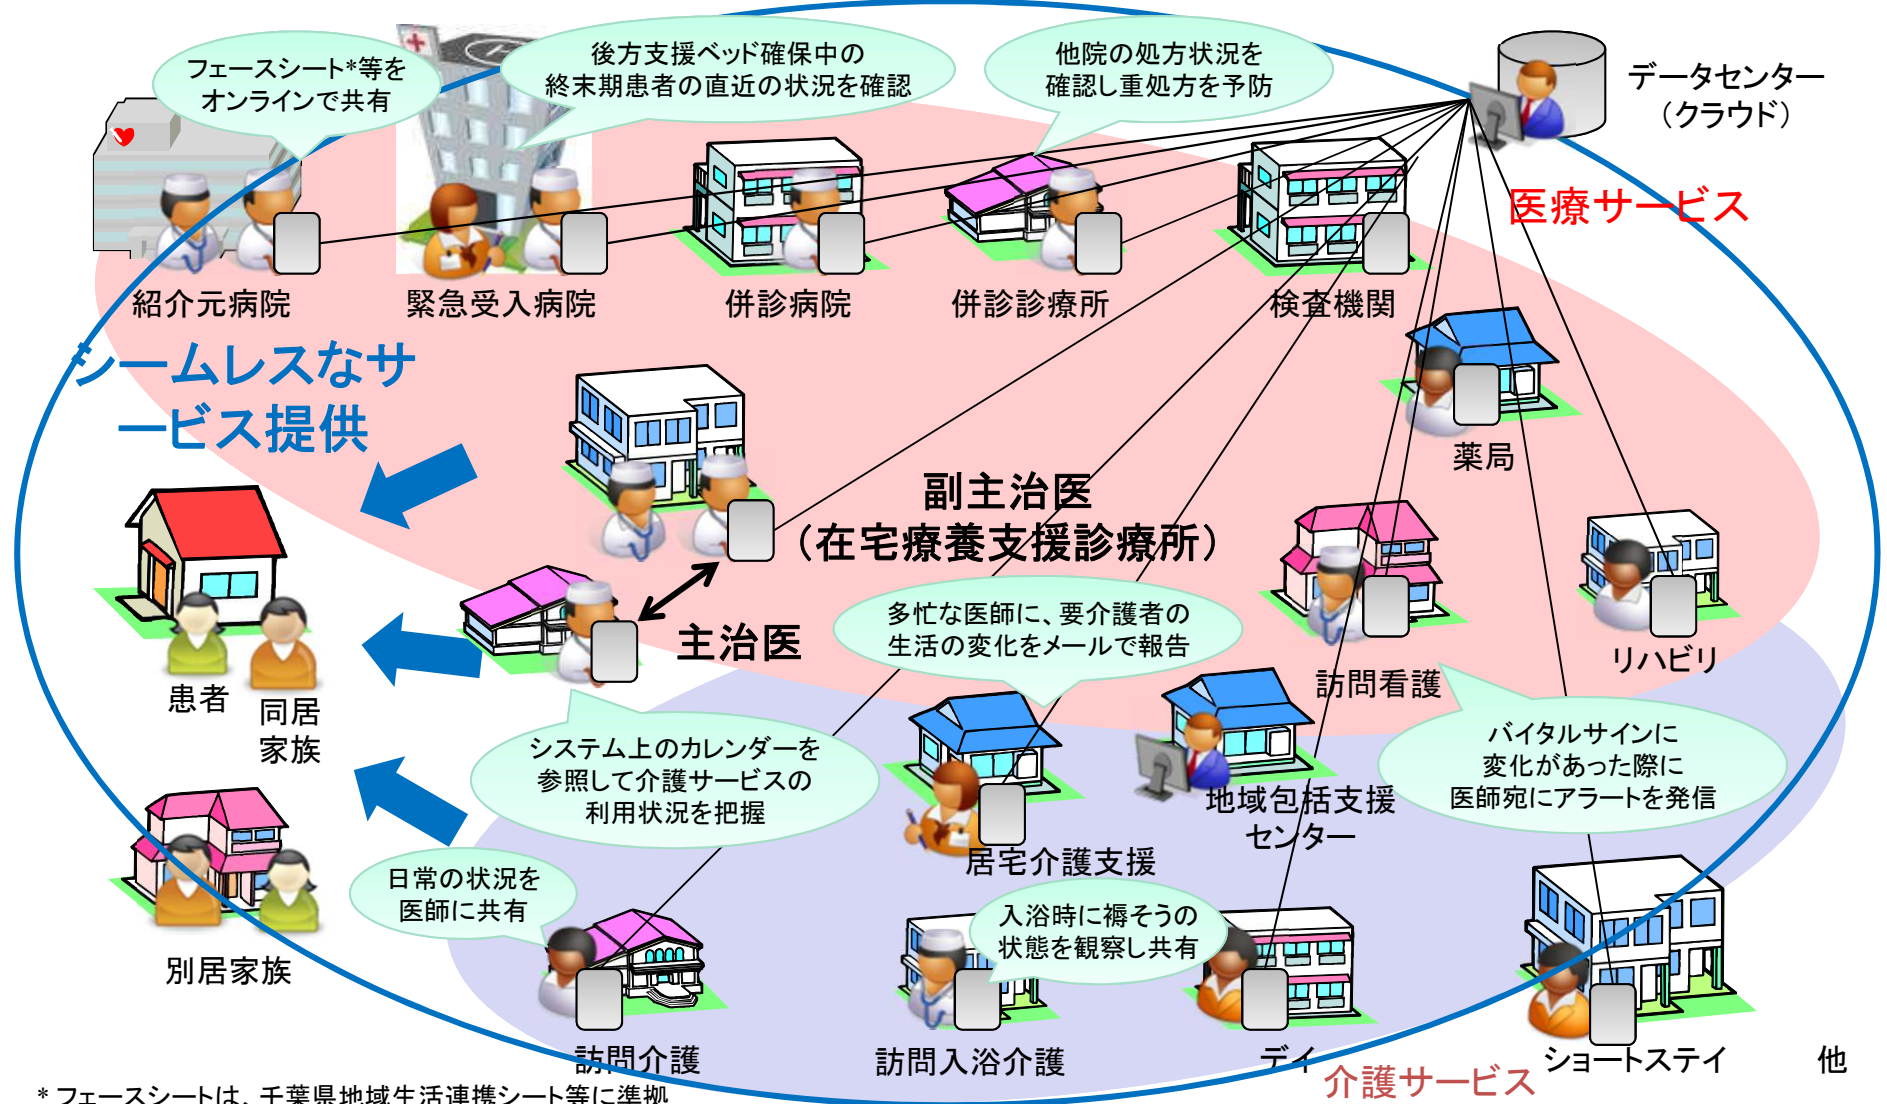 フェースシート*等を
オンラインで共有
後方支援ベッド確保中の
終末期患者の直近の状況を確認
他院の処方状況を
確認し重処方を予防
データセンター
（クラウド）
医療サービス
紹介元病院
緊急受入病院
併診病院
併診診療所
検査機関
シームレスなサ
ービス提供
薬局
副主治医
（在宅療養支援診療所）
主治医
多忙な医師に、要介護者の
生活の変化をメールで報告
訪問看護
リハビリ
患者
同居
家族
システム上のカレンダーを
参照して介護サービスの
利用状況を把握
バイタルサインに
変化があった際に
医師宛にアラートを発信
地域包括支援
センター
居宅介護支援
日常の状況を
医師に共有
入浴時に褥そうの
状態を観察し共有
別居家族
訪問介護
訪問入浴介護
デイ
ショートステイ
他
介護サービス
* フェースシートは、千葉県地域生活連携シート等に準拠